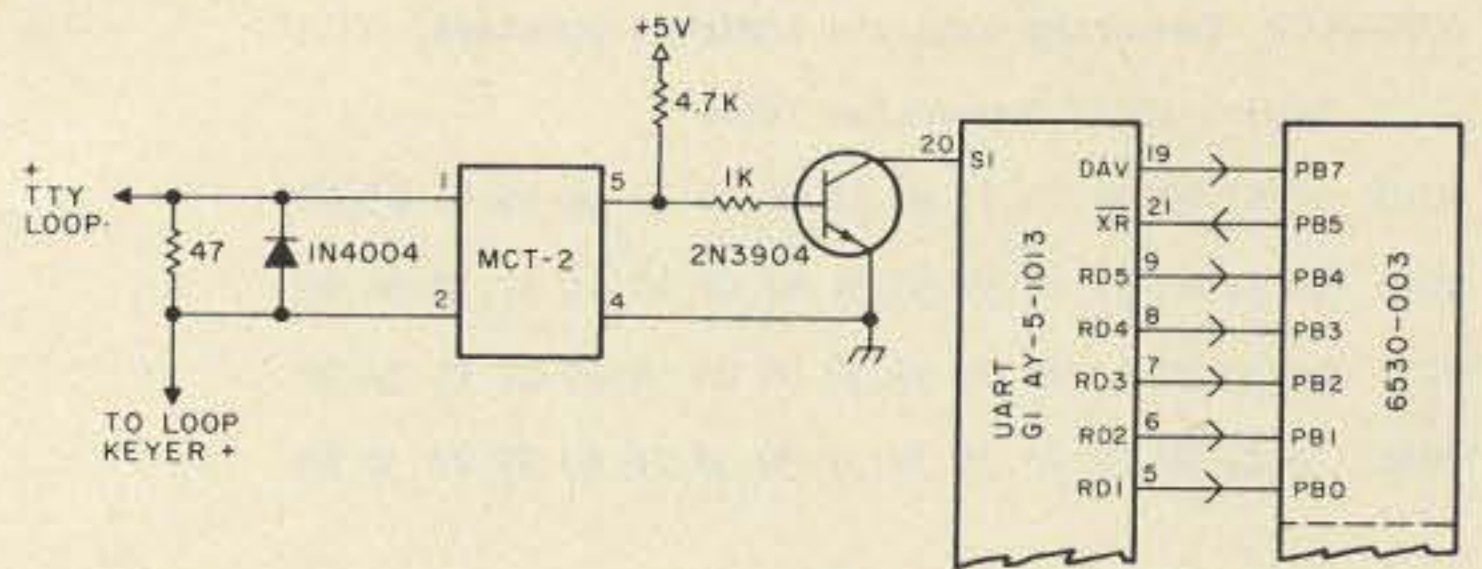 +5V
4.7K
+
TTY
LOOP
47
1N4004
1
2
MCT-2
5
4
1K
2N3904
TO LOOP
KEYER +
20
SI
UART
GI AY-5-1013
DAV
19
XR
21
RD5
9
RD4
8
RD3
7
RD2
6
RD1
5
PB7
PB5
PB4
PB3
PB2
PB1
PB0
6530-003